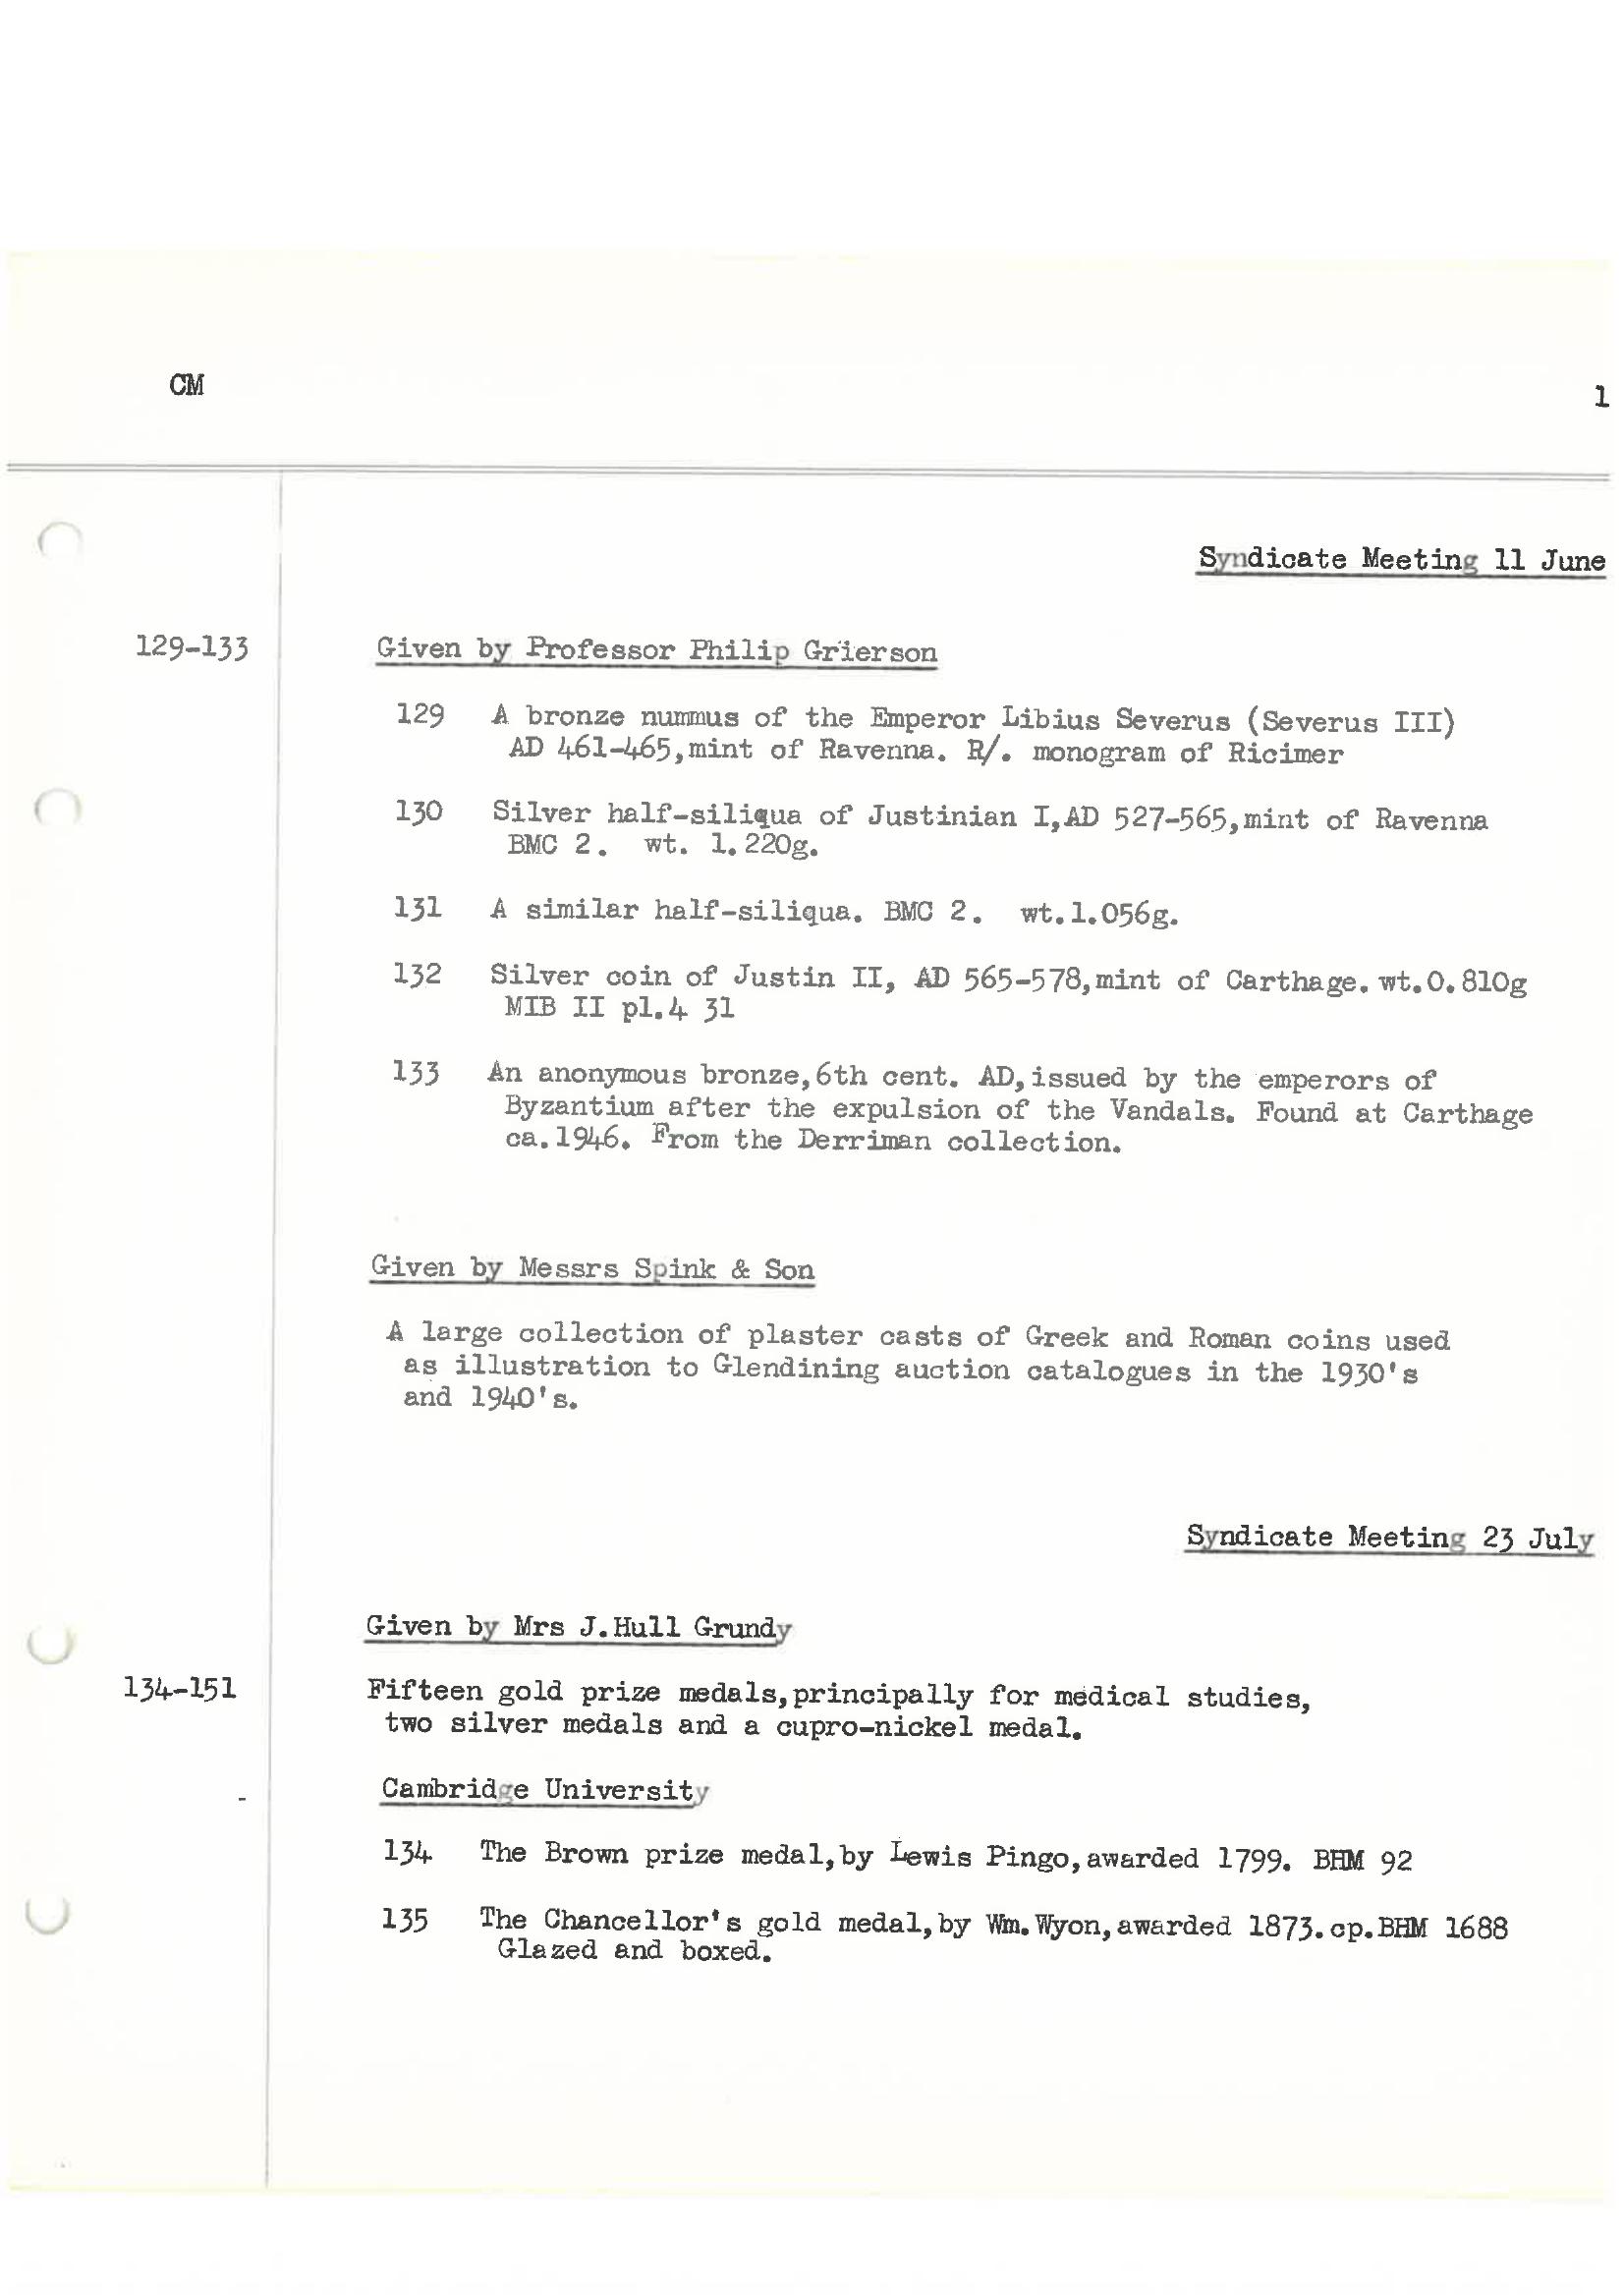 CM
1
Syndicate Meeting 11 June
129-133 Given by Professor Philip Grierson
129 A bronze nummus of the Emperor Libius Severus (Severus III)
AD 461-465,mint of Ravenna. R/. monogram of Ricimer
130 Silver half-siliqua of Justinian I,AD 527-565,mint of Ravenna
BMC 2. wt. 1.220g.
131 A similar half-siliqua. BMC 2. wt.1.056g.
132 Silver coin of Justin II, AD 565-578,mint of Carthage. wt.0.810g
MIB II pl.4 31
133 An anonymous bronze,6th cent. AD,issued by the emperors of
Byzantium after the expulsion of the Vandals. Found at Carthage
ca.1946. From the Derriman collection.
Given by Messrs Spink & Son
A large collection of plaster casts of Greek and Roman coins used
as illustration to Glendining auction catalogues in the 1930's
and 1940's.
Syndicate Meeting 23 July
Given by Mrs J.Hull Grundy
134-151 Fifteen gold prize medals,principally for medical studies,
two silver medals and a cupro-nickel medal.
- Cambridge University
134 The Brown prize medal,by Lewis Pingo,awarded 1799. BHM 92
135 The Chancellor's gold medal,by Wm.Wyon,awarded 1873.cp.BHM 1688
Glazed and boxed.